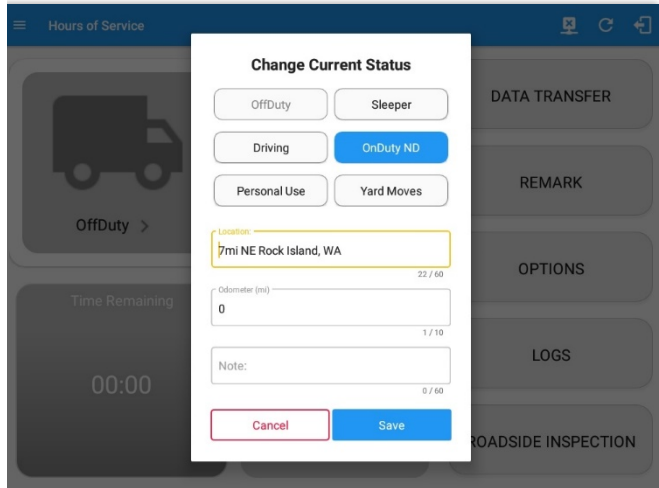 Hours of Service
Change Current Status
OffDuty Sleeper
Driving OnDuty ND
Personal Use Yard Moves
Location:
7mi NE Rock Island, WA
22 / 60
Odometer (mi)
0
1 / 10
Note:
0 / 60
Cancel Save
OffDuty >
Time Remaining
00:00
DATA TRANSFER
REMARK
OPTIONS
LOGS
ROADSIDE INSPECTION